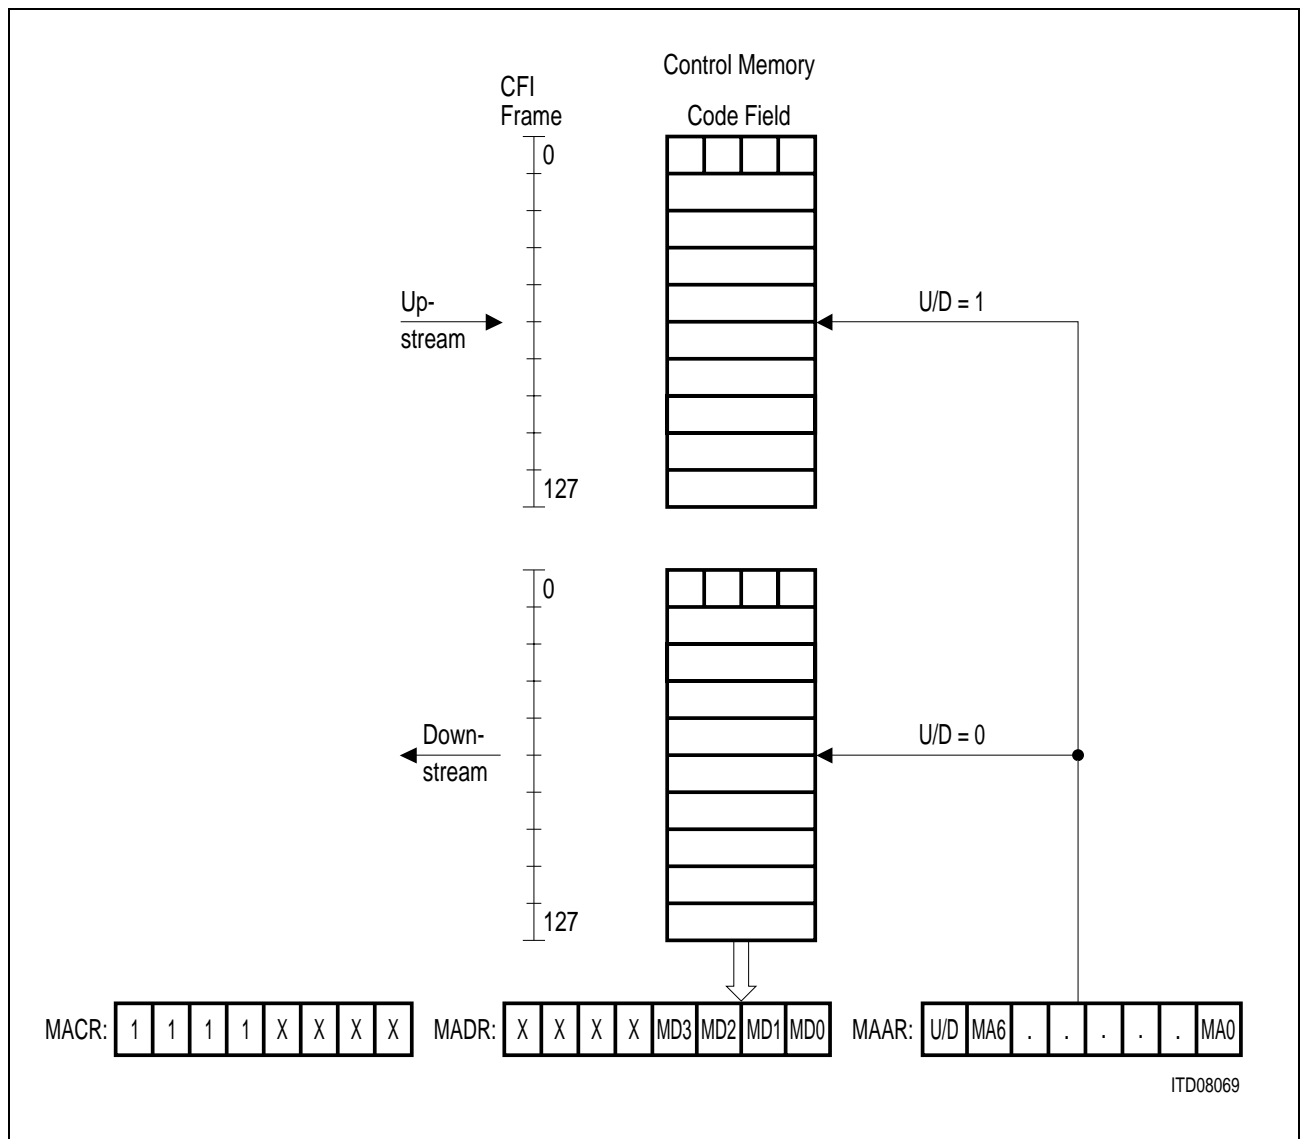 Control Memory
CFI
Frame
Code Field
0
Up-
stream
U/D = 1
127
0
Down-
stream
U/D = 0
127
MACR: 1 1 1 1 X X X X
MADR: X X X X MD3 MD2 MD1 MD0
MAAR: U/D MA6 . . . . . MA0
ITD08069